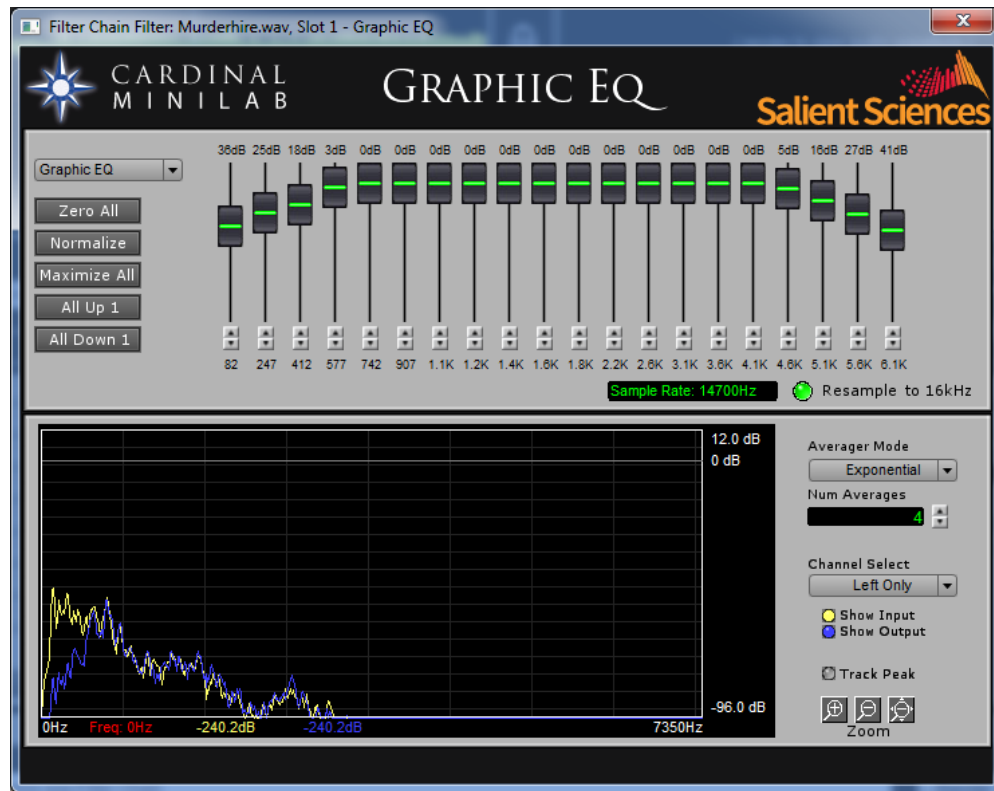 Filter Chain Filter: Murderhire.wav, Slot 1 - Graphic EQ
CARDINAL
MINILAB
GRAPHIC EQ
Salient Sciences
36dB 25dB 18dB 3dB 0dB 0dB 0dB 0dB 0dB 0dB 0dB 0dB 0dB 0dB 0dB 0dB 5dB 16dB 27dB 41dB
Graphic EQ
Zero All
Normalize
Maximize All
All Up 1
All Down 1
82 247 412 577 742 907 1.1K 1.2K 1.4K 1.6K 1.8K 2.2K 2.6K 3.1K 3.6K 4.1K 4.6K 5.1K 5.6K 6.1K
Sample Rate: 14700Hz
Resample to 16kHz
12.0 dB
0 dB
-96.0 dB
0Hz Freq: 0Hz -240.2dB -240.2dB 7350Hz
Averager Mode
Exponential
Num Averages
4
Channel Select
Left Only
Show Input
Show Output
Track Peak
Zoom